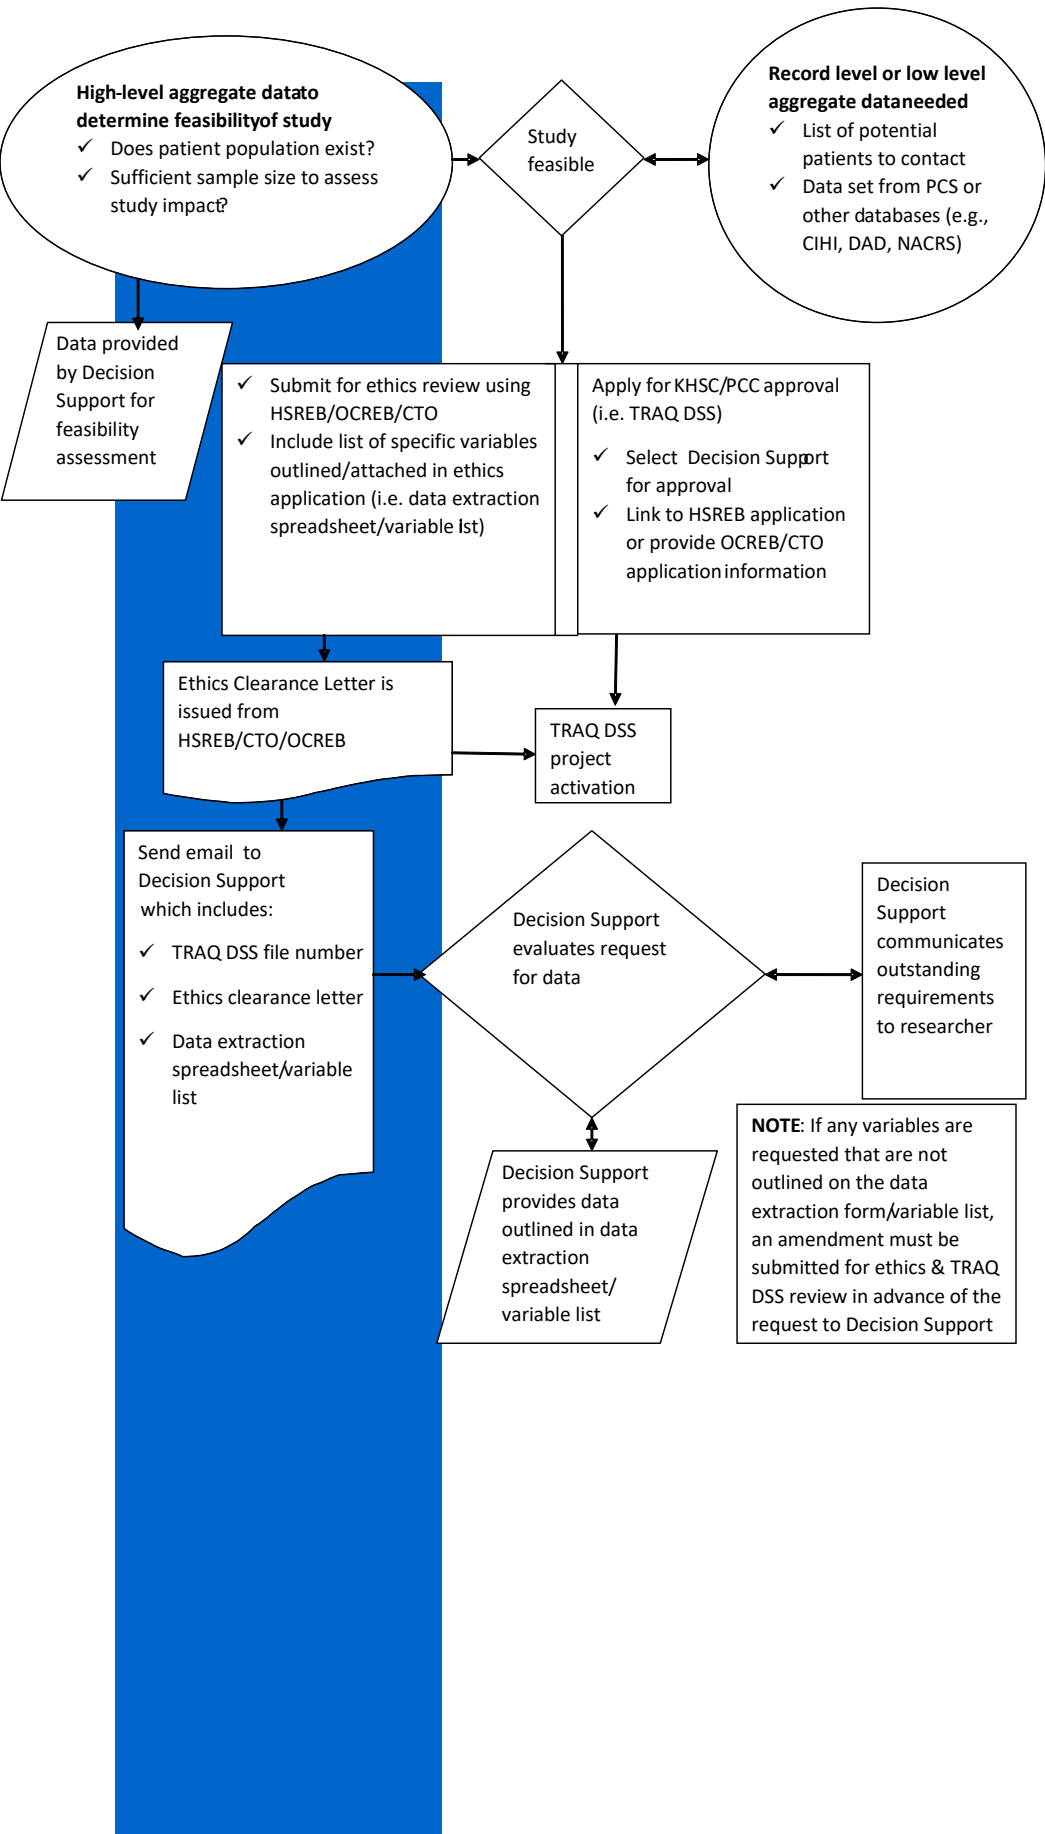 High-level aggregate datato
determine feasibilityof study
✓ Does patient population exist?
✓ Sufficient sample size to assess
study impact?
Study
feasible
Record level or low level
aggregate dataneeded
✓ List of potential
patients to contact
✓ Data set from PCS or
other databases (e.g.,
CIHI, DAD, NACRS)
Data provided
by Decision
Support for
feasibility
assessment
✓ Submit for ethics review using
HSREB/OCREB/CTO
✓ Include list of specific variables
outlined/attached in ethics
application (i.e. data extraction
spreadsheet/variable list)
Apply for KHSC/PCC approval
(i.e. TRAQ DSS)
✓ Select Decision Support
for approval
✓ Link to HSREB application
or provide OCREB/CTO
application information
Ethics Clearance Letter is
issued from
HSREB/CTO/OCREB
TRAQ DSS
project
activation
Send email to
Decision Support
which includes:
✓ TRAQ DSS file number
✓ Ethics clearance letter
✓ Data extraction
spreadsheet/variable
list
Decision Support
evaluates request
for data
Decision
Support
communicates
outstanding
requirements
to researcher
Decision Support
provides data
outlined in data
extraction
spreadsheet/
variable list
NOTE: If any variables are
requested that are not
outlined on the data
extraction form/variable list,
an amendment must be
submitted for ethics & TRAQ
DSS review in advance of the
request to Decision Support